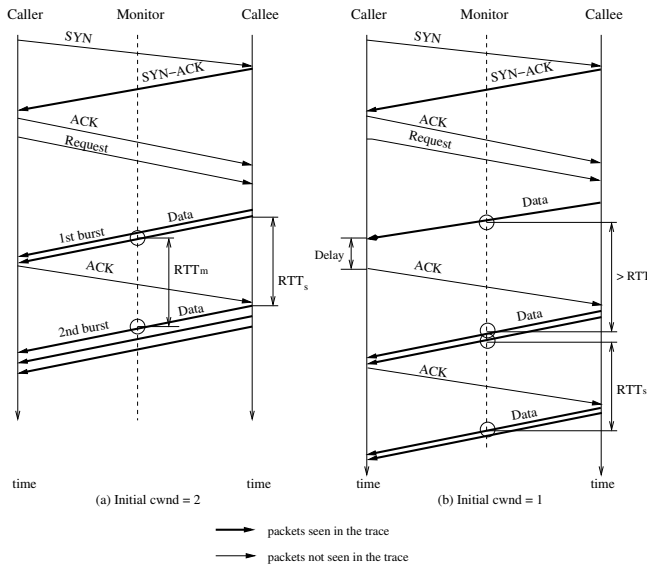 Caller Monitor Callee
SYN
SYN−ACK
ACK
Request
Data
1st burst
ACK
RTTm
RTTs
Data
2nd burst
time time
(a) Initial cwnd = 2
Caller Monitor Callee
SYN
SYN−ACK
ACK
Request
Data
Delay
ACK
> RTT
Data
ACK
RTTs
Data
time time
(b) Initial cwnd = 1
packets seen in the trace
packets not seen in the trace